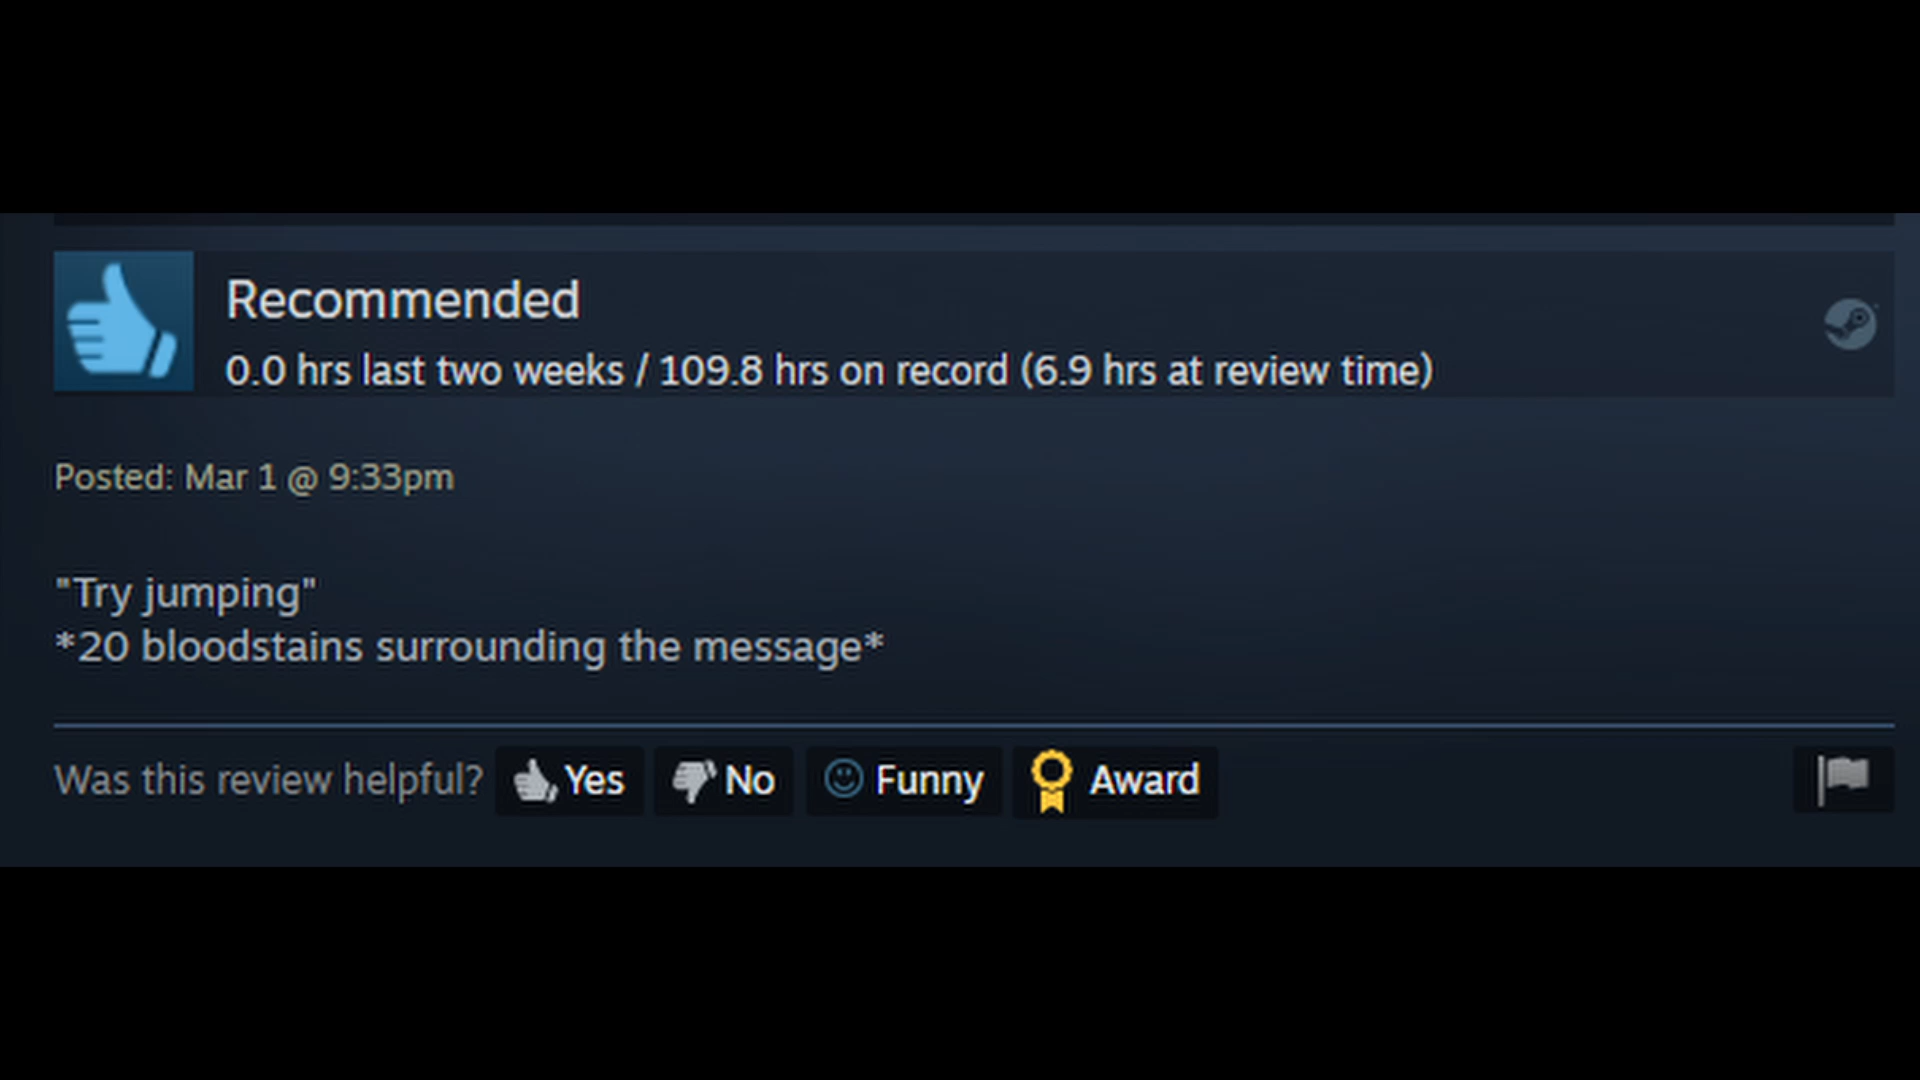 Recommended
0.0 hrs last two weeks / 109.8 hrs on record (6.9 hrs at review time)
Posted: Mar 1 @ 9:33pm
"Try jumping"
*20 bloodstains surrounding the message*
Was this review helpful? Yes No Funny Award